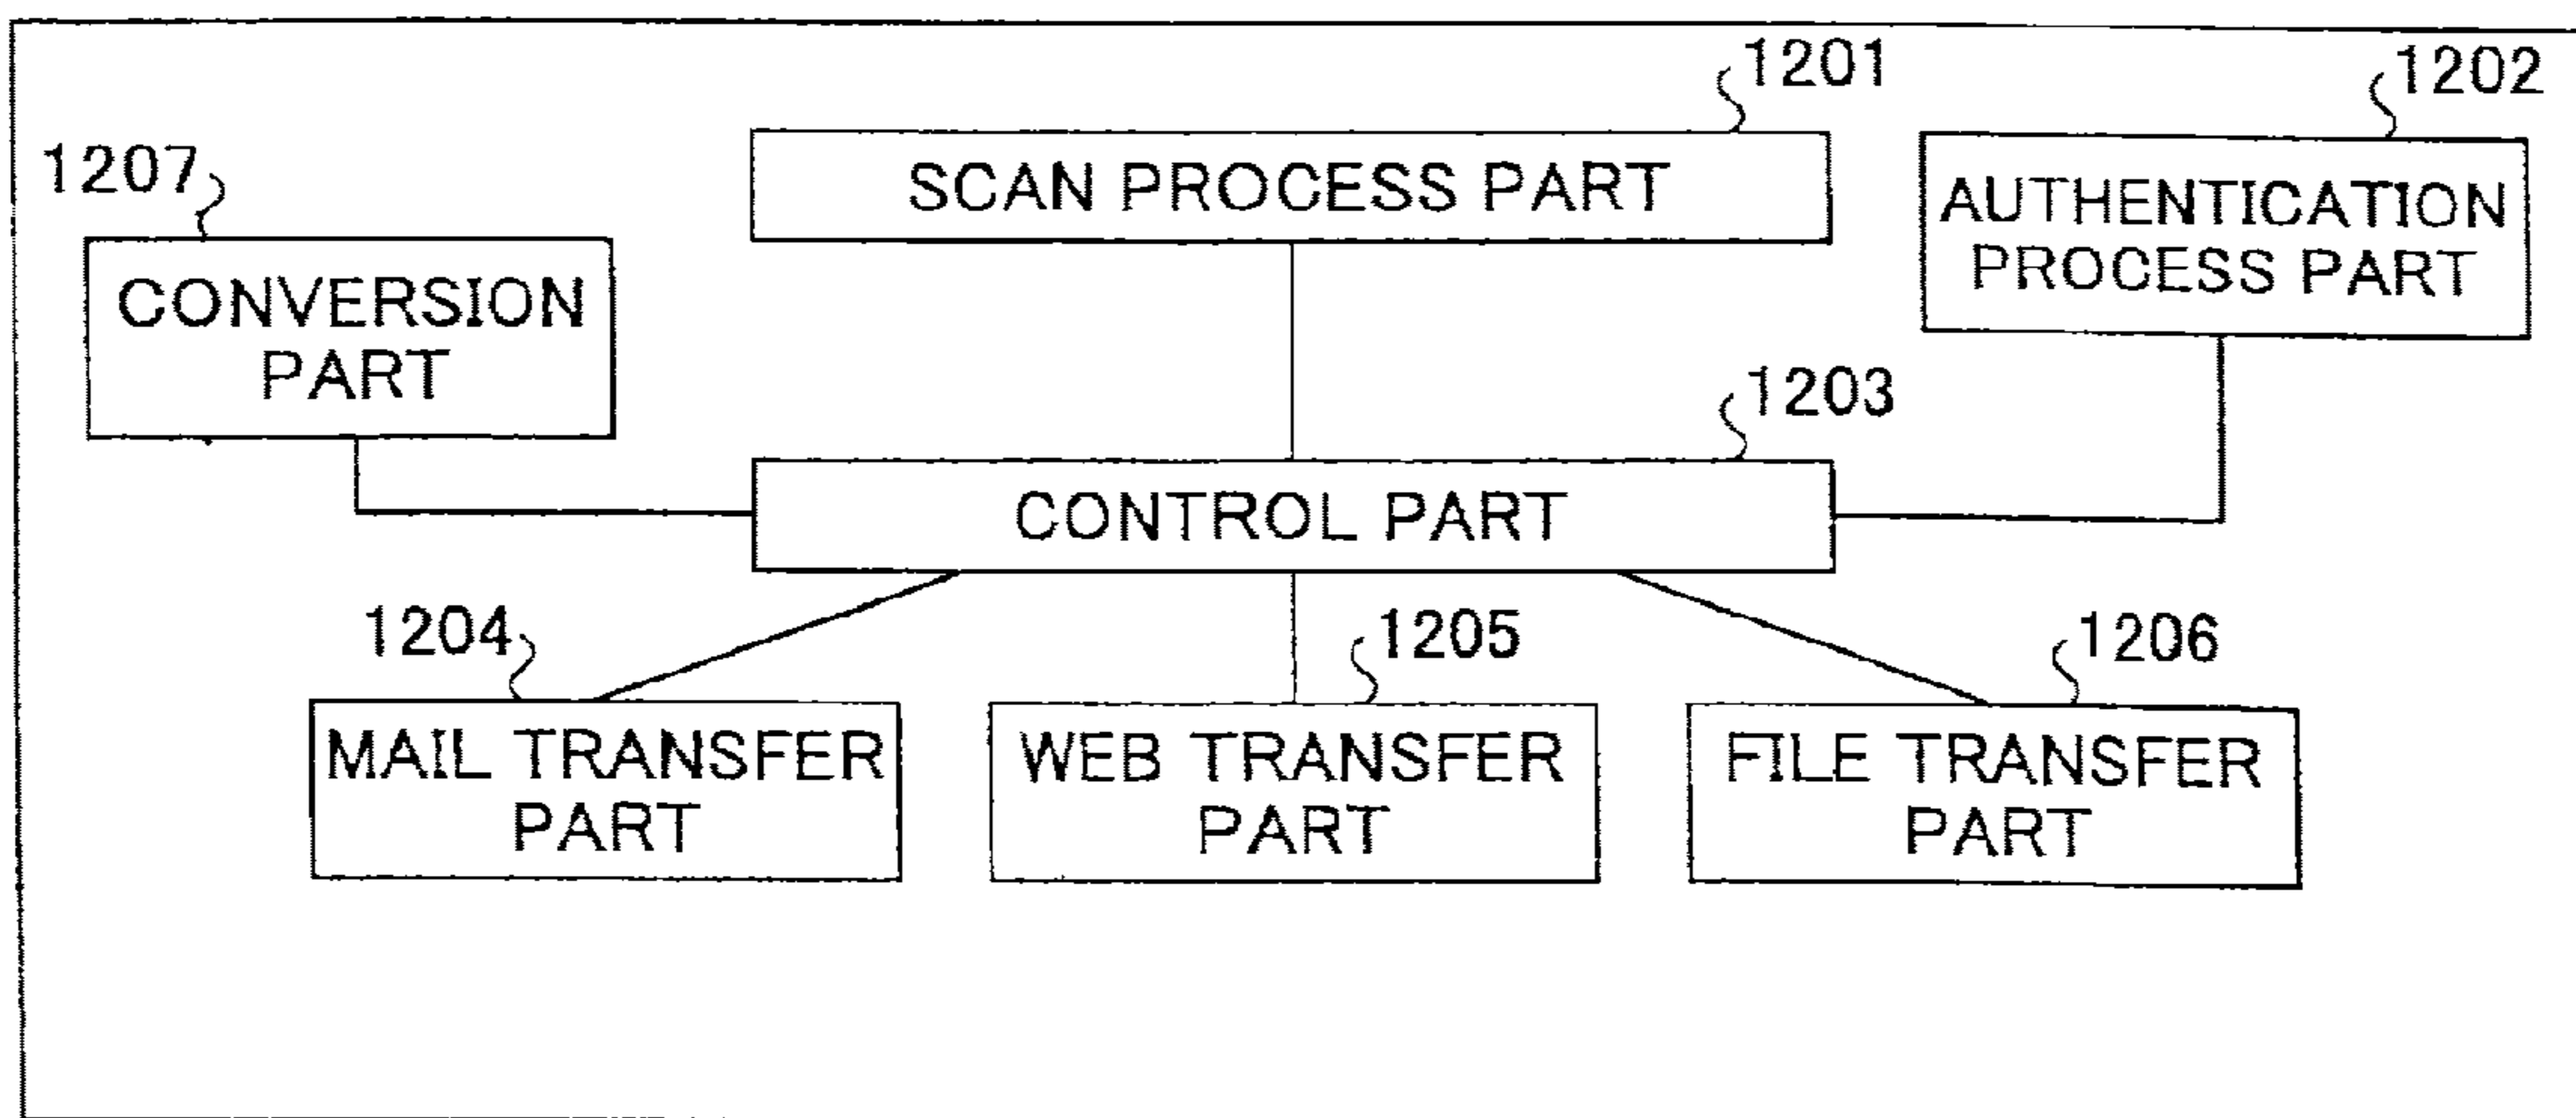 1201
1202
1207
SCAN PROCESS PART
AUTHENTICATION
PROCESS PART
CONVERSION
PART
1203
CONTROL PART
1204
1205
1206
MAIL TRANSFER
PART
WEB TRANSFER
PART
FILE TRANSFER
PART